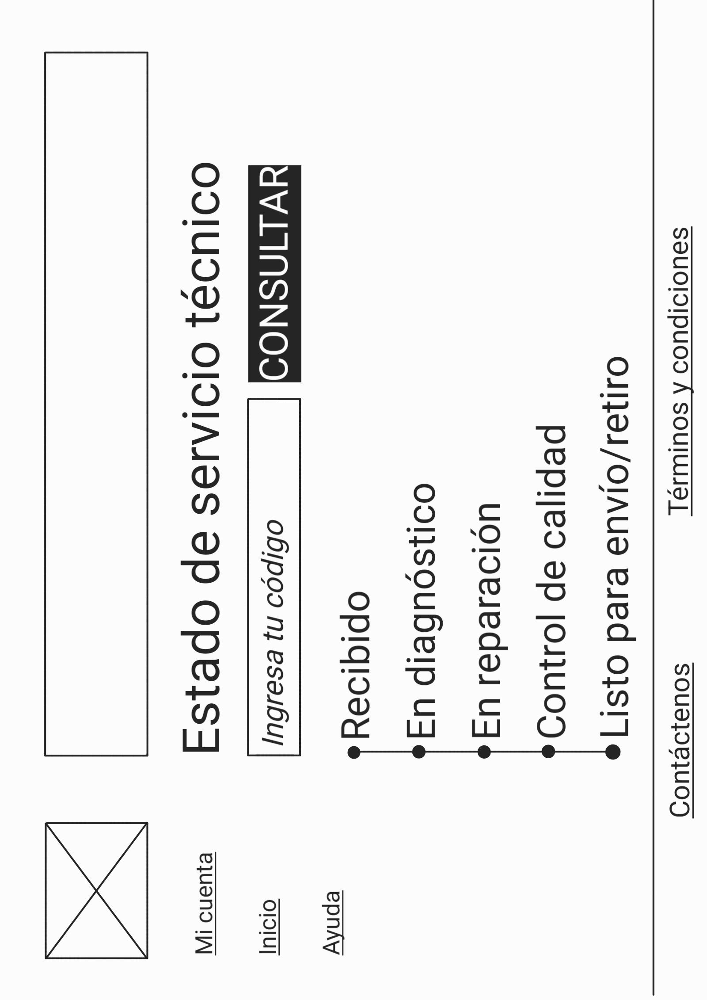 Mi cuenta
Inicio
Ayuda
Estado de servicio técnico
Ingresa tu código
CONSULTAR
Recibido
En diagnóstico
En reparación
Control de calidad
Listo para envío/retiro
Contáctenos
Términos y condiciones